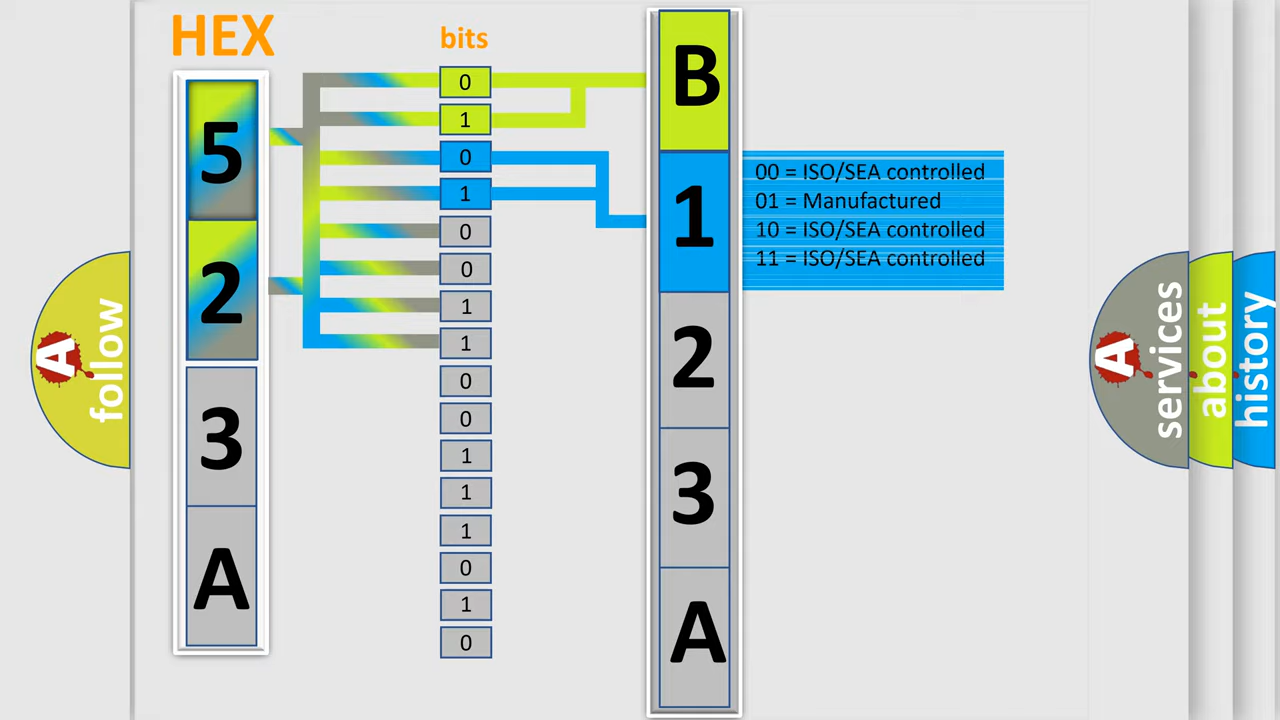 HEX
bits
5
2
3
A
0
1
0
1
0
0
1
1
0
0
1
1
1
0
1
0
B
1
2
3
A
00 = ISO/SEA controlled
01 = Manufactured
10 = ISO/SEA controlled
11 = ISO/SEA controlled
A
follow
A
services
about
history